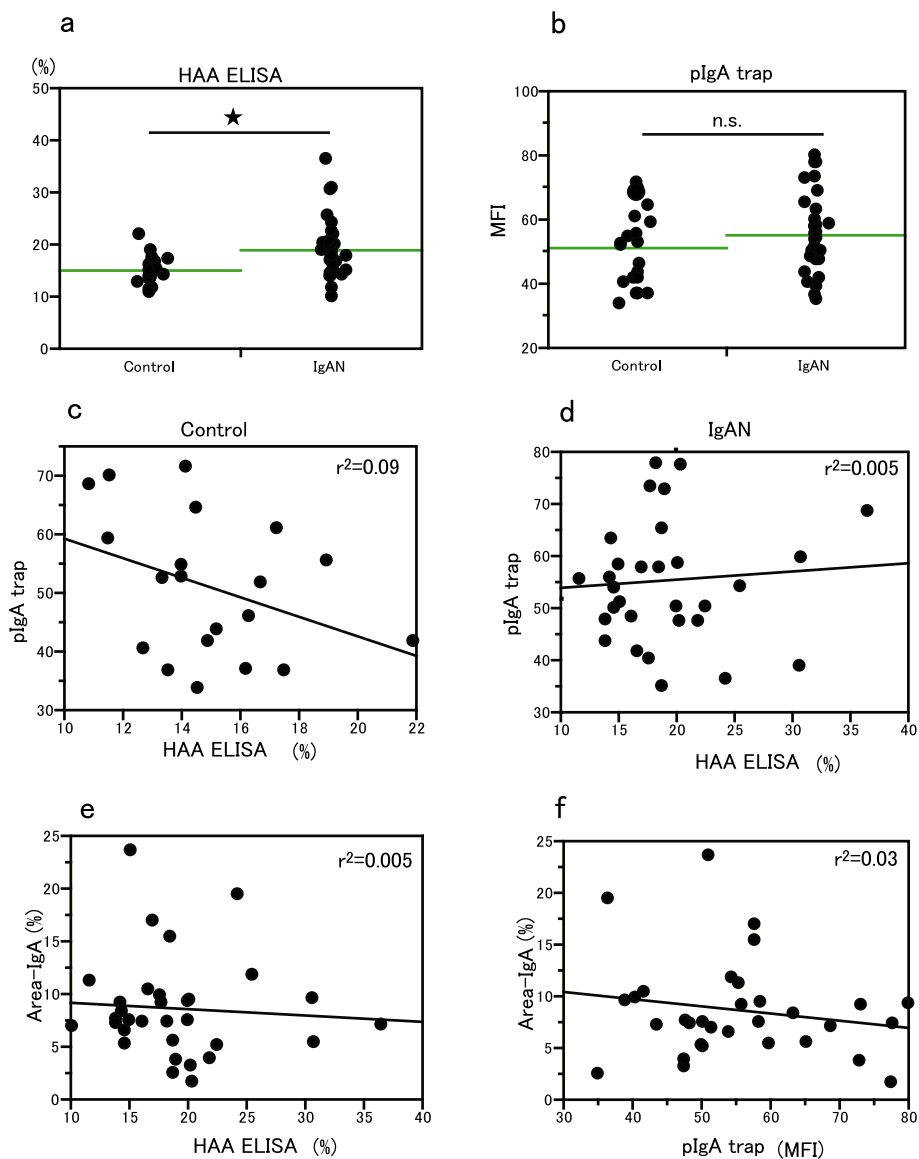 a
HAA ELISA
(%)
50
40
30
20
10
0
★
Control
IgAN
b
pIgA trap
MFI
100
80
60
40
20
n.s.
Control
IgAN
c
Control
r²=0.09
pIgA trap
70
60
50
40
30
10
12
14
16
18
20
22
HAA ELISA (%)
d
IgAN
r²=0.005
pIgA trap
80
70
60
50
40
30
10
15
20
25
30
35
40
HAA ELISA (%)
e
r²=0.005
Area-IgA (%)
25
20
15
10
5
0
10
15
20
25
30
35
40
HAA ELISA (%)
f
r²=0.03
Area-IgA (%)
25
20
15
10
5
0
30
40
50
60
70
80
pIgA trap (MFI)